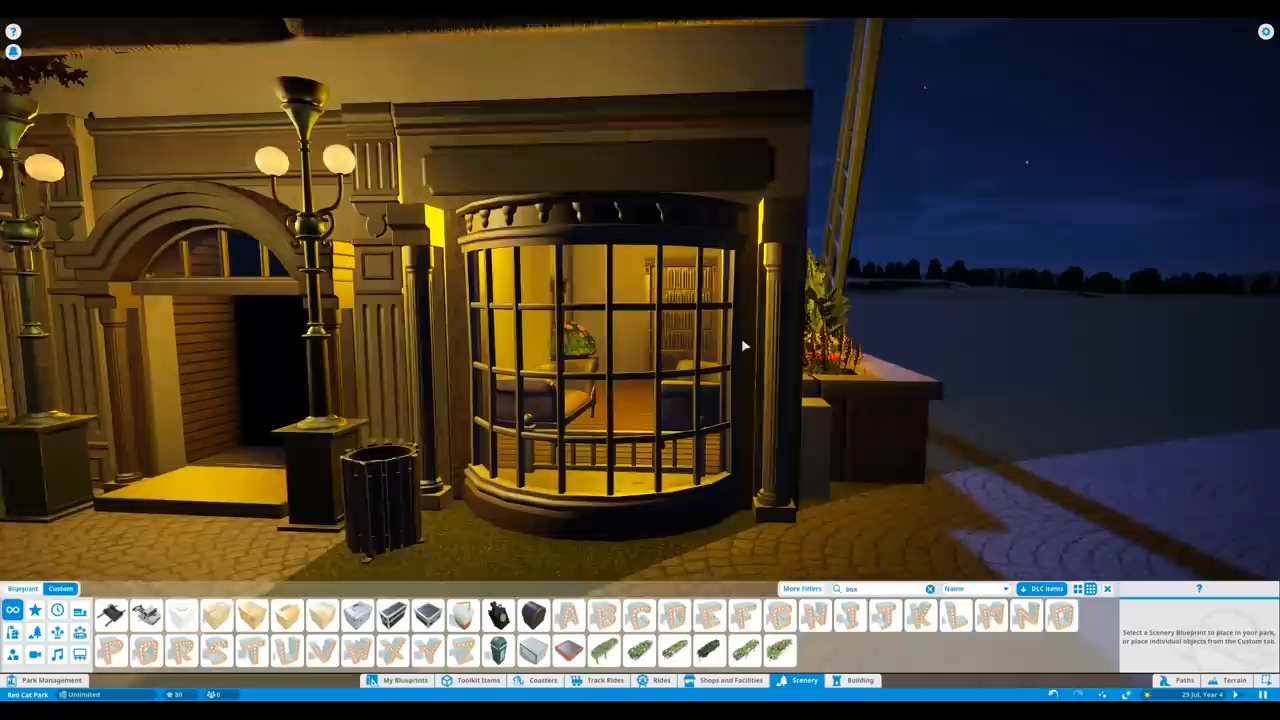 ?
Blueprint Custom
More Filters box Name DLC Items ?
A B C D E F G H I J K L M N O
P Q R S T U V W X Y Z
Select a Scenery Blueprint to place in your park,
or place individual objects from the Custom tab.
Park Management My Blueprints Toolkit Items Coasters Track Rides Rides Shops and Facilities Scenery Building Paths Terrain
Red Cat Park Unlimited 80 0 29 Jul, Year 4